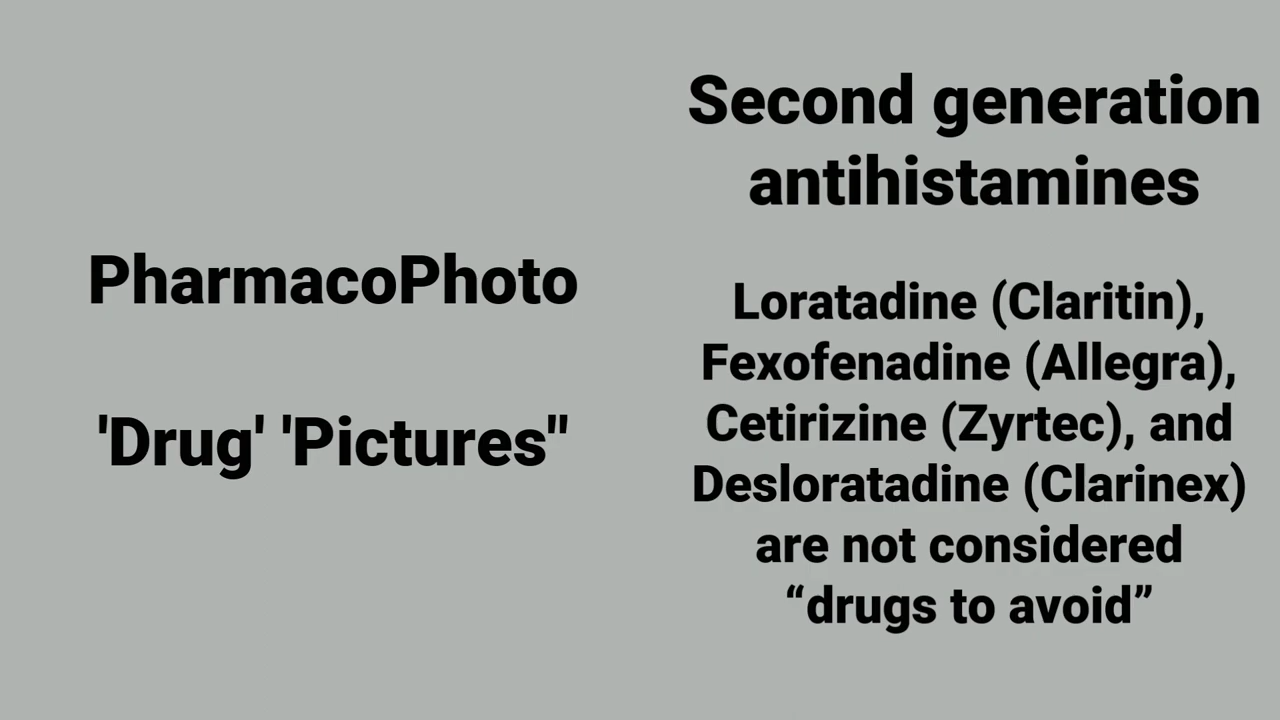 PharmacoPhoto
'Drug' 'Pictures"
Second generation
antihistamines
Loratadine (Claritin),
Fexofenadine (Allegra),
Cetirizine (Zyrtec), and
Desloratadine (Clarinex)
are not considered
“drugs to avoid”